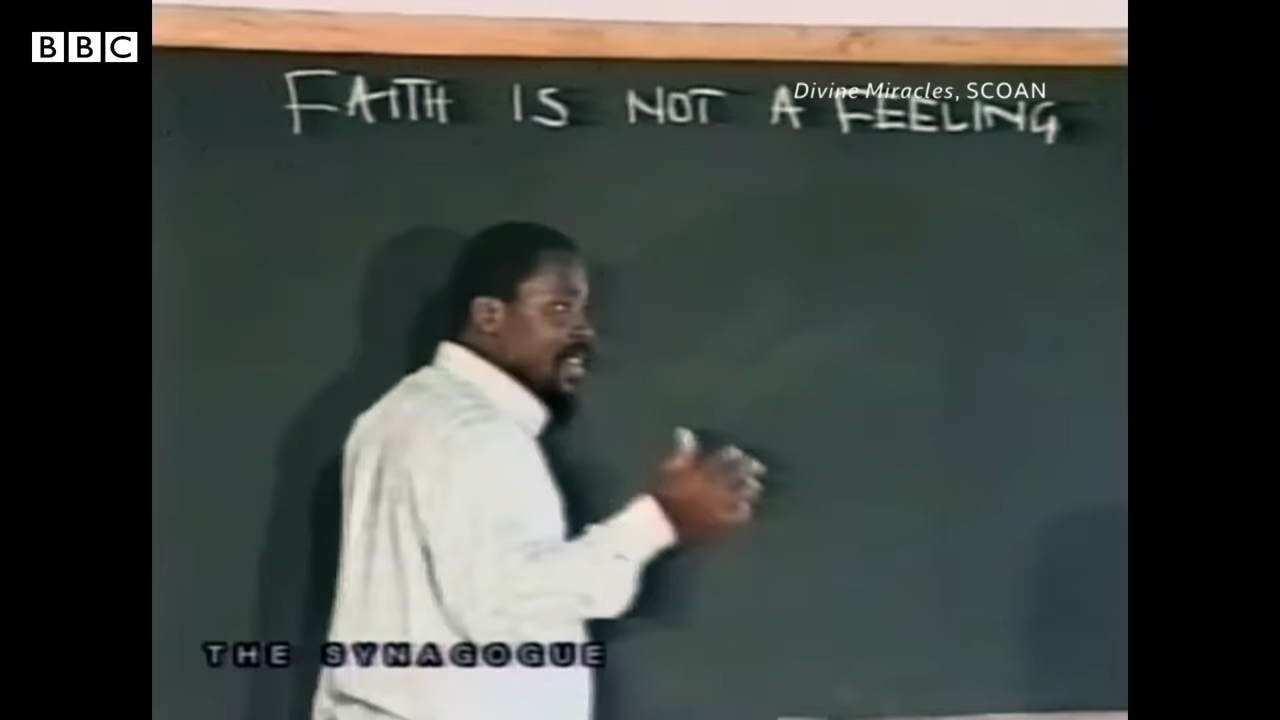 BBC
Divine Miracles, SCOAN
FAITH IS NOT A FEELING
THE SYNAGOGUE